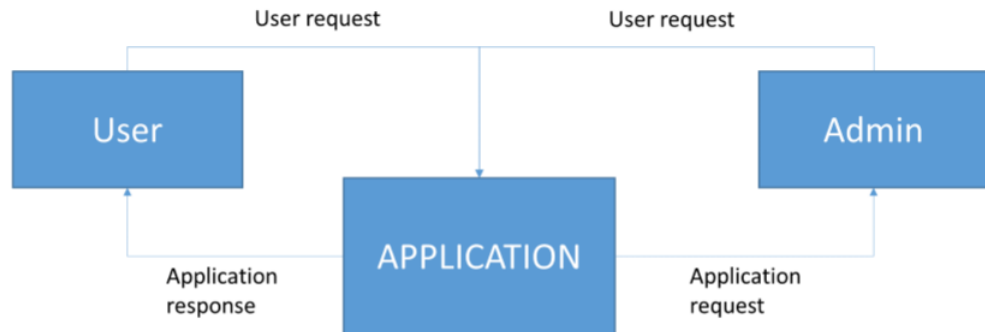 User request
User request
User
Admin
APPLICATION
Application
response
Application
request